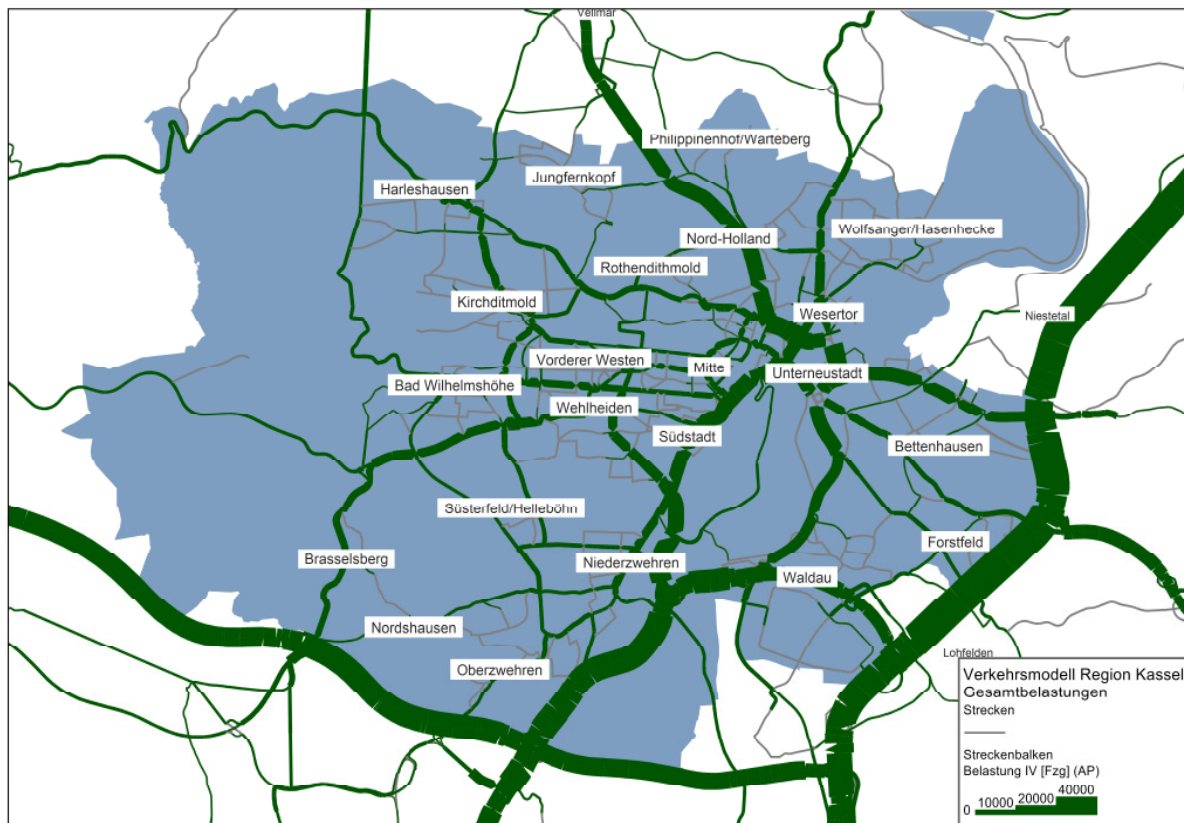 Vellmar
Philippinenhof/Warteberg
Jungfernkopf
Harleshausen
Wolfsanger/Hasenhecke
Nord-Holland
Rothendithmold
Kirchditmold
Wesertor
Niestetal
Vorderer Westen
Mitte
Unterneustadt
Bad Wilhelmshöhe
Wehlheiden
Südstadt
Bettenhausen
Süsterfeld/Helleböhn
Forstfeld
Brasselsberg
Niederzwehren
Waldau
Nordshausen
Lohfelden
Oberzwehren
Verkehrsmodell Region Kassel
Gesamtbelastungen
Strecken
Streckenbalken
Belastung IV [Fzg] (AP)
0 10000 20000 40000